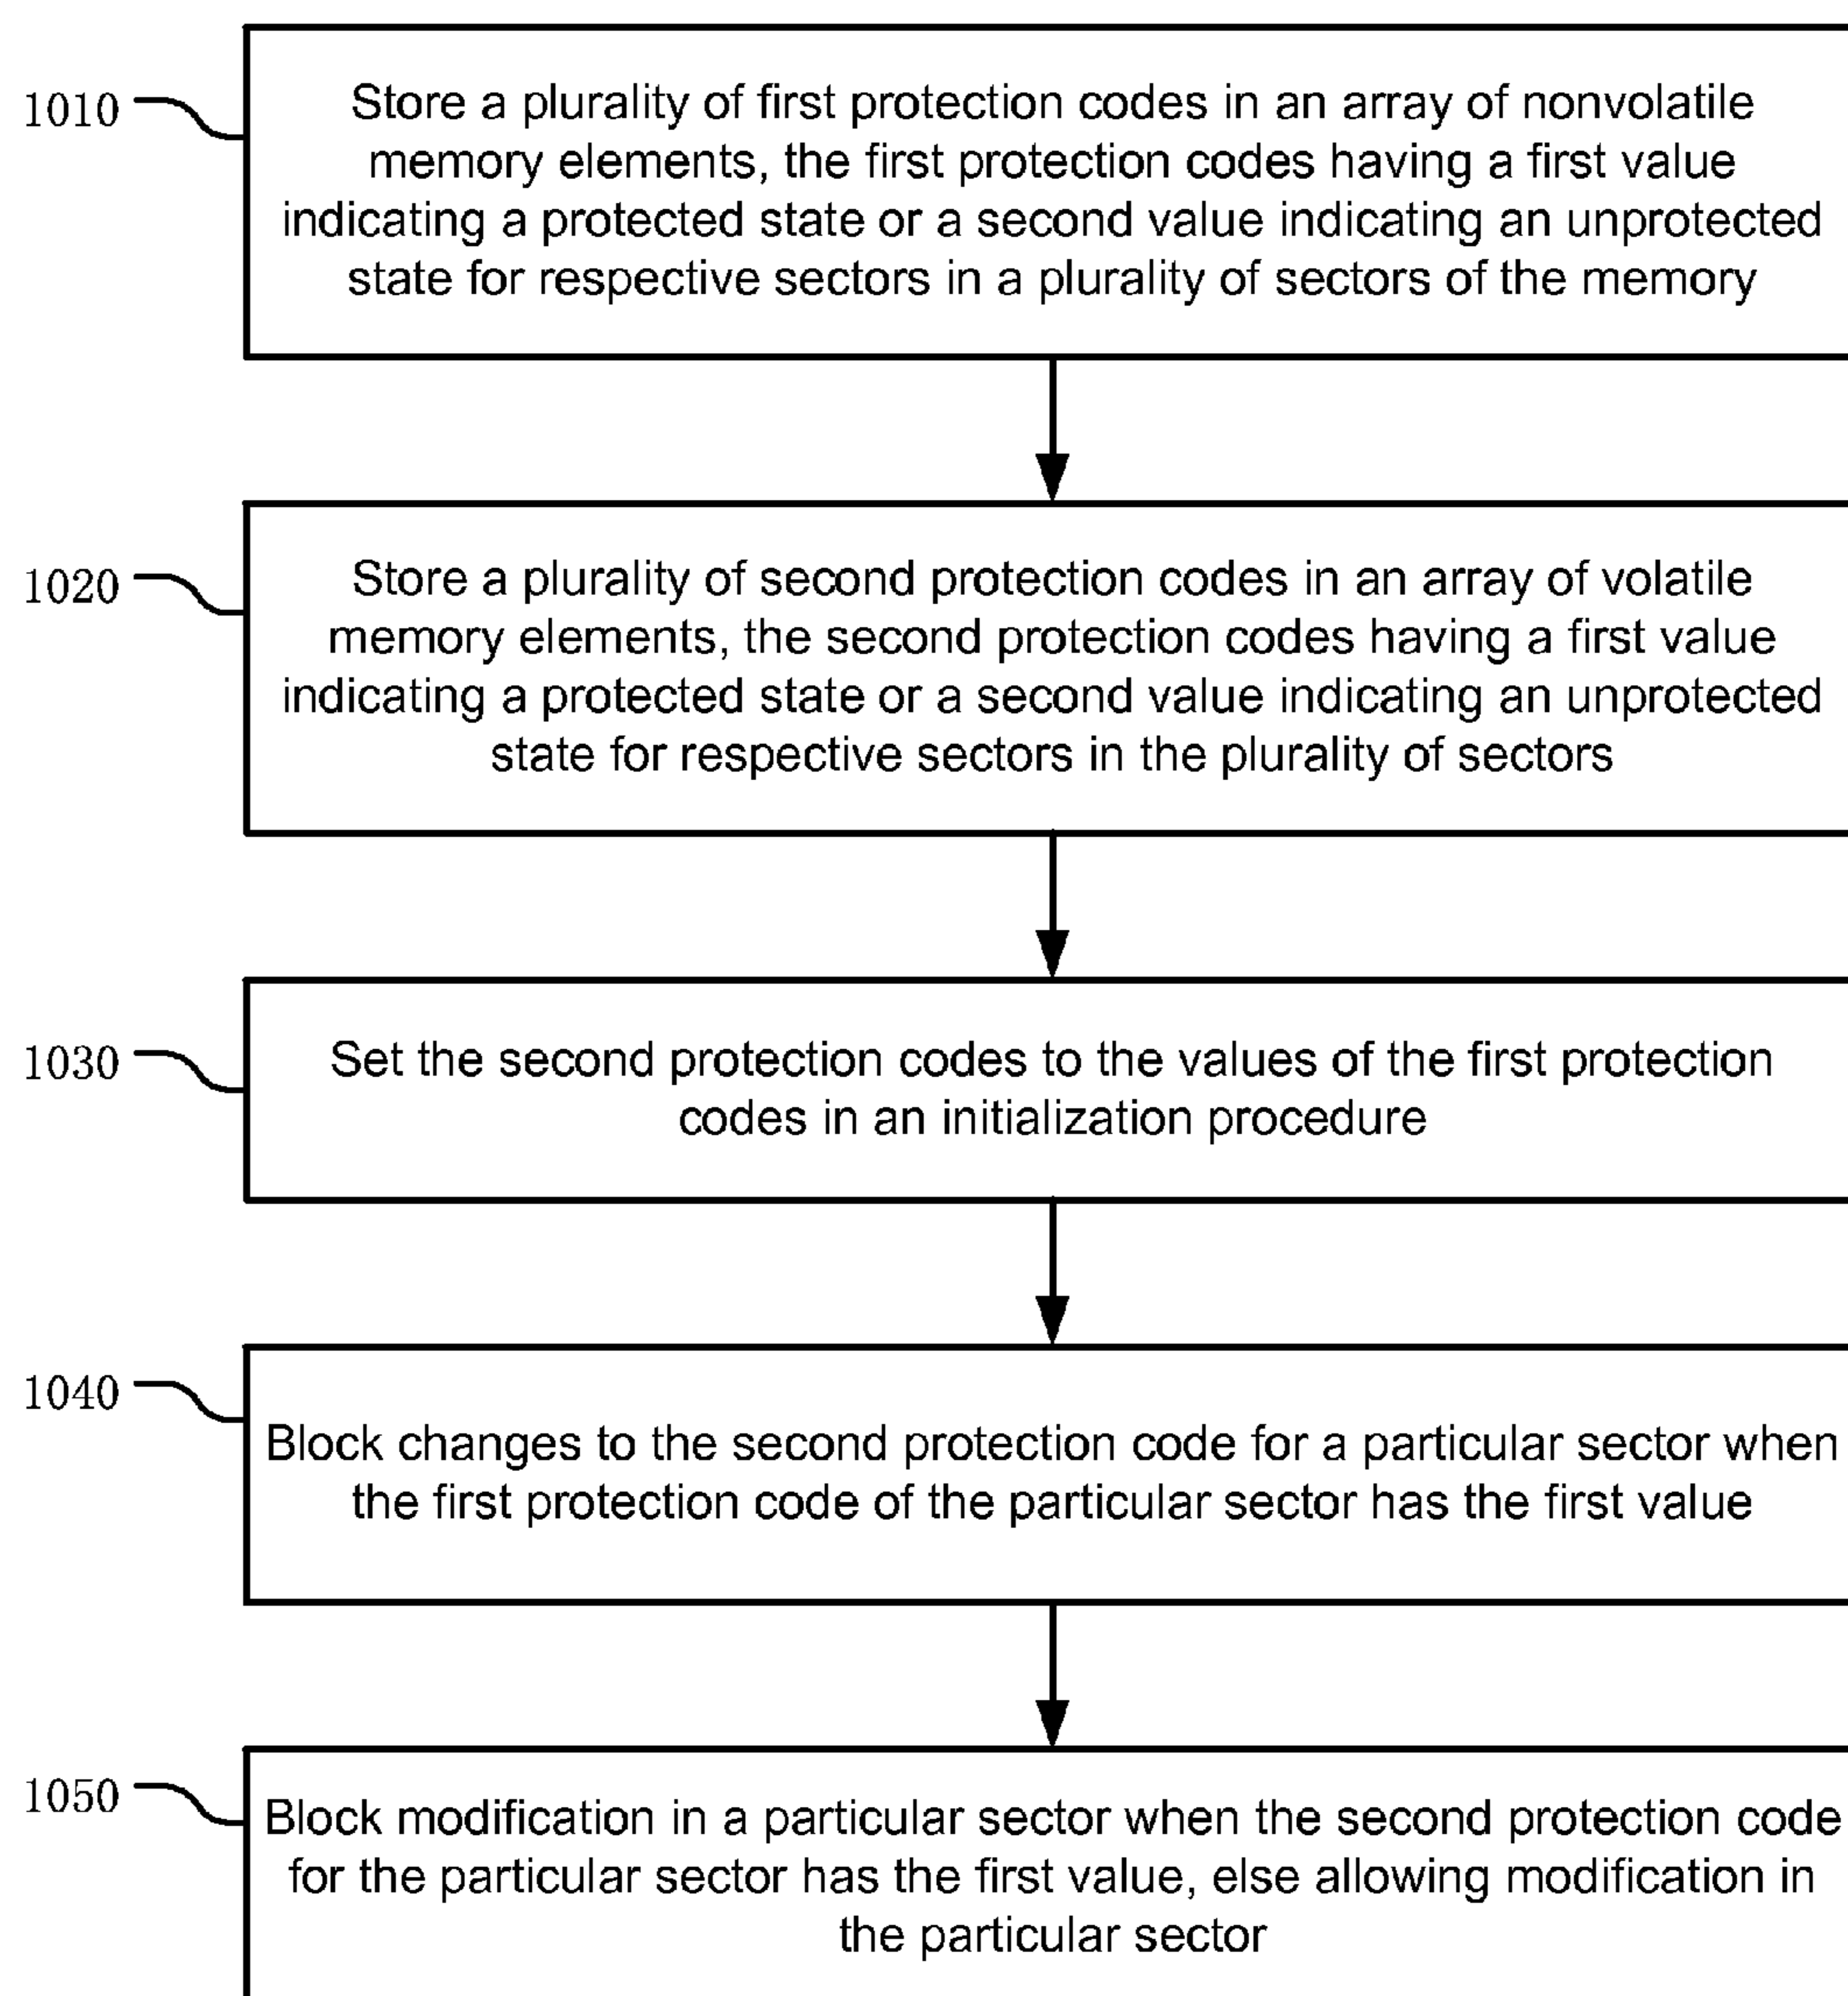 1010
Store a plurality of first protection codes in an array of nonvolatile
memory elements, the first protection codes having a first value
indicating a protected state or a second value indicating an unprotected
state for respective sectors in a plurality of sectors of the memory
1020
Store a plurality of second protection codes in an array of volatile
memory elements, the second protection codes having a first value
indicating a protected state or a second value indicating an unprotected
state for respective sectors in the plurality of sectors
1030
Set the second protection codes to the values of the first protection
codes in an initialization procedure
1040
Block changes to the second protection code for a particular sector when
the first protection code of the particular sector has the first value
1050
Block modification in a particular sector when the second protection code
for the particular sector has the first value, else allowing modification in
the particular sector